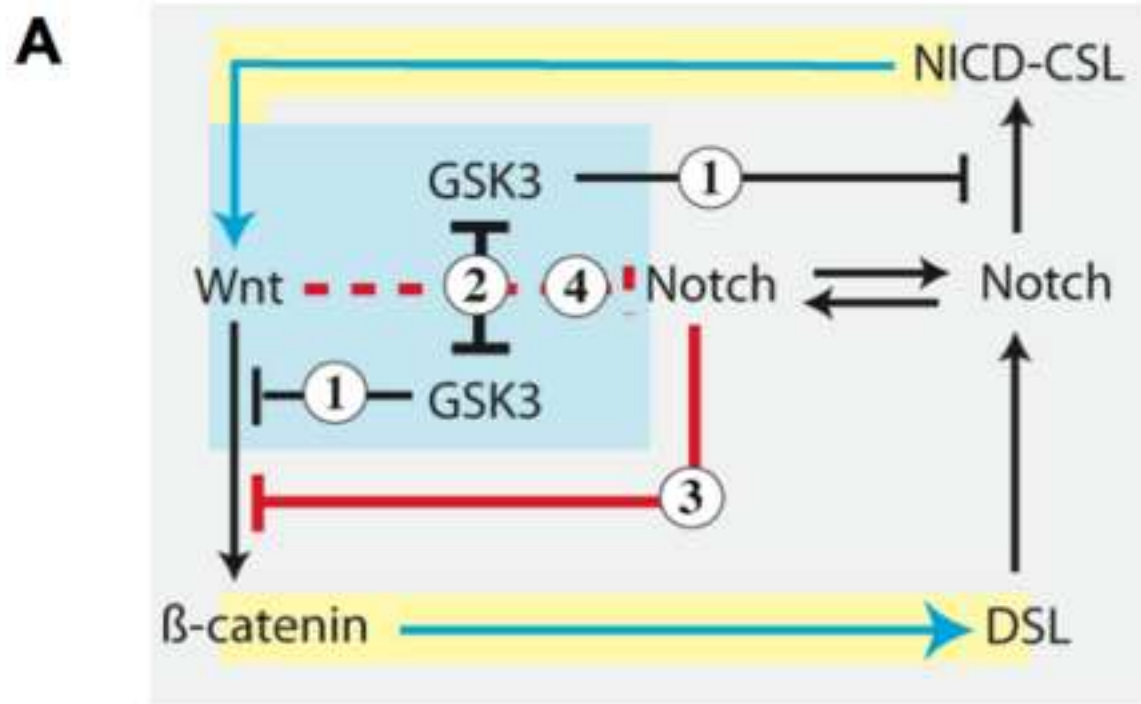 A
NICD-CSL
GSK3 1
Wnt 2 4 Notch Notch
1 GSK3
3
ß-catenin DSL